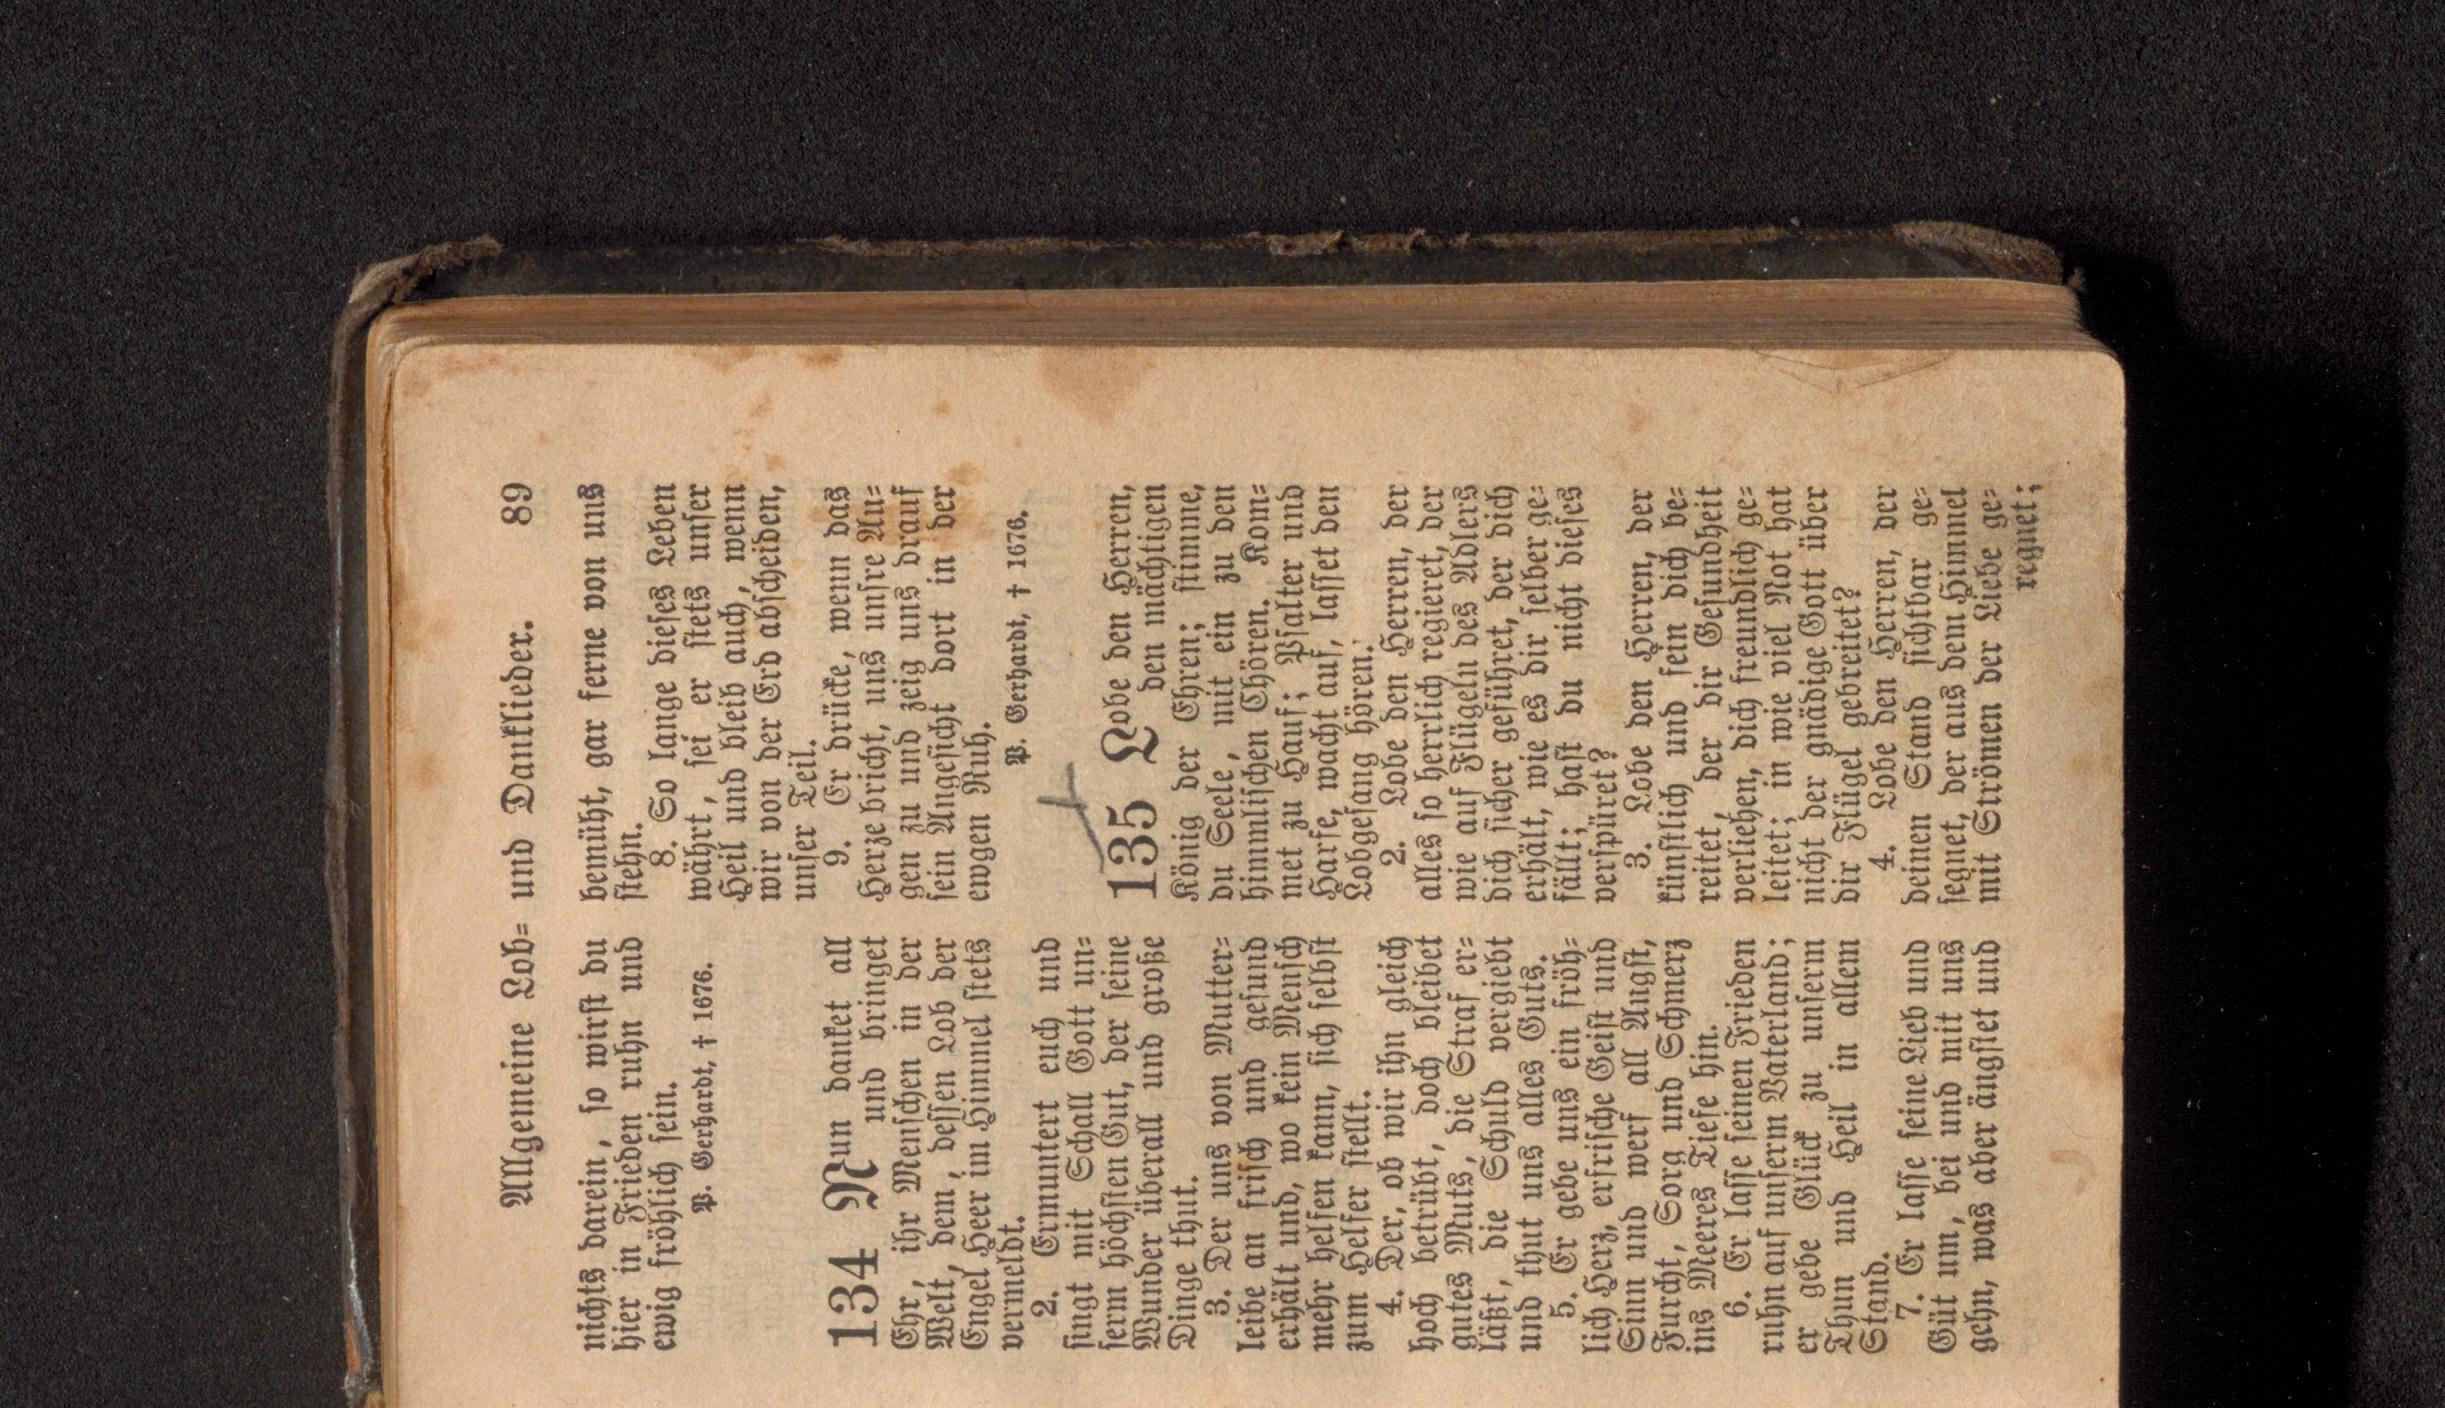 Allgemeine Lob= und Danklieder. 89
nichts darein, so wirst du
hier in Frieden ruhn und
ewig fröhlich sein.
P. Gerhardt, † 1676.
134 Nun danket all
und bringet
Ehr, ihr Menschen in der
Welt, dem, dessen Lob der
Engel Heer im Himmel stets
vermeldt.
2. Ermuntert euch und
singt mit Schall Gott un=
serm höchsten Gut, der seine
Wunder überall und große
Dinge thut.
3. Der uns von Mutter=
leibe an frisch und gesund
erhält und, wo kein Mensch
mehr helfen kann, sich selbst
zum Helfer stellt.
4. Der, ob wir ihn gleich
hoch betrübt, doch bleibet
gutes Muts, die Straf er=
läßt, die Schuld vergiebt
und thut uns alles Guts.
5. Er gebe uns ein fröh=
lich Herz, erfrische Geist und
Sinn und werf all Angst,
Furcht, Sorg und Schmerz
ins Meeres Tiefe hin.
6. Er lasse seinen Frieden
ruhn auf unserm Vaterland;
er gebe Glück zu unserm
Thun und Heil in allem
Stand.
7. Er lasse seine Lieb und
Güt um, bei und mit uns
gehn, was aber ängstet und
bemüht, gar ferne von uns
stehn.
8. So lange dieses Leben
währt, sei er stets unser
Heil und bleib auch, wenn
wir von der Erd abscheiden,
unser Teil.
9. Er drücke, wenn das
Herze bricht, uns unsre Au=
gen zu und zeig uns drauf
sein Angesicht dort in der
ewgen Ruh.
P. Gerhardt, † 1676.
135 Lobe den Herren,
den mächtigen
König der Ehren; stimme,
du Seele, mit ein zu den
himmlischen Chören. Kom=
met zu Hauf; Psalter und
Harfe, wacht auf, lasset den
Lobgesang hören.
2. Lobe den Herren, der
alles so herrlich regieret, der
wie auf Flügeln des Adlers
dich sicher geführet, der dich
erhält, wie es dir selber ge=
fällt; hast du nicht dieses
verspüret?
3. Lobe den Herren, der
künstlich und fein dich be=
reitet, der dir Gesundheit
verliehen, dich freundlich ge=
leitet; in wie viel Not hat
nicht der gnädige Gott über
dir Flügel gebreitet?
4. Lobe den Herren, der
deinen Stand sichtbar ge=
segnet, der aus dem Himmel
mit Strömen der Liebe ge=
regnet;